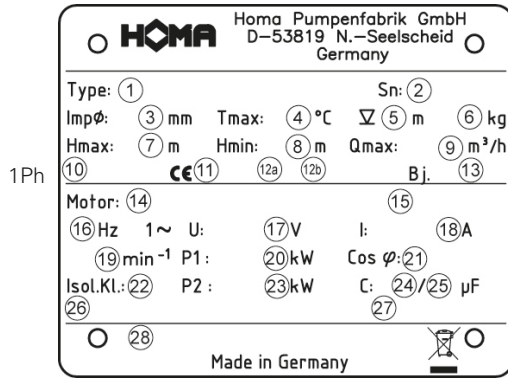 HOMA
Homa Pumpenfabrik GmbH
D-53819 N.-Seelscheid
Germany
Type: 1 Sn: 2
Impø: 3 mm Tmax: 4 °C ∇ 5 m 6 kg
Hmax: 7 m Hmin: 8 m Qmax: 9 m³/h
1Ph
10 CE 11 12a 12b Bj. 13
Motor: 14 15
16 Hz 1~ U: 17 V I: 18 A
19 min⁻¹ P1: 20 kW Cos φ: 21
Isol.Kl.: 22 P2: 23 kW C: 24/25 µF
26 27
28
Made in Germany